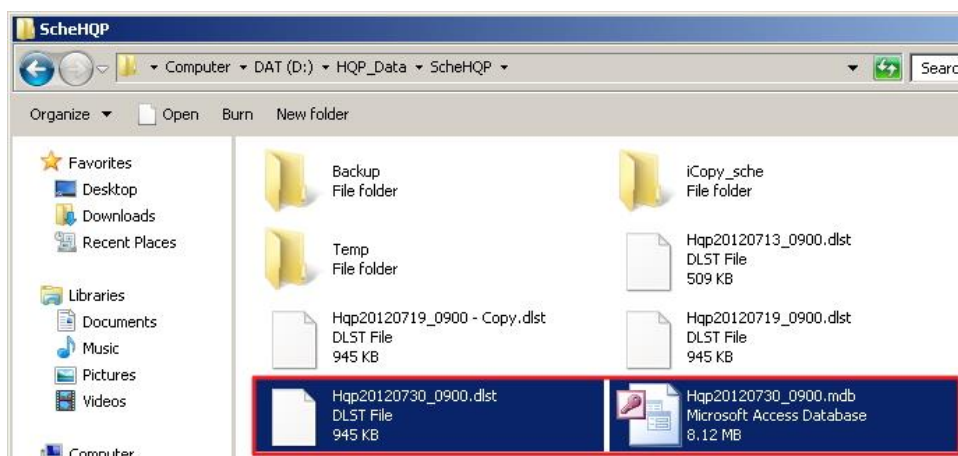 ScheHQP
Computer DAT (D:) HQP_Data ScheHQP
Organize Open Burn New folder
Favorites
Desktop
Downloads
Recent Places
Libraries
Documents
Music
Pictures
Videos
Computer
Backup
File folder
iCopy_sche
File folder
Temp
File folder
Hqp20120713_0900.dlst
DLST File
509 KB
Hqp20120719_0900 - Copy.dlst
DLST File
945 KB
Hqp20120719_0900.dlst
DLST File
945 KB
Hqp20120730_0900.dlst
DLST File
945 KB
Hqp20120730_0900.mdb
Microsoft Access Database
8.12 MB